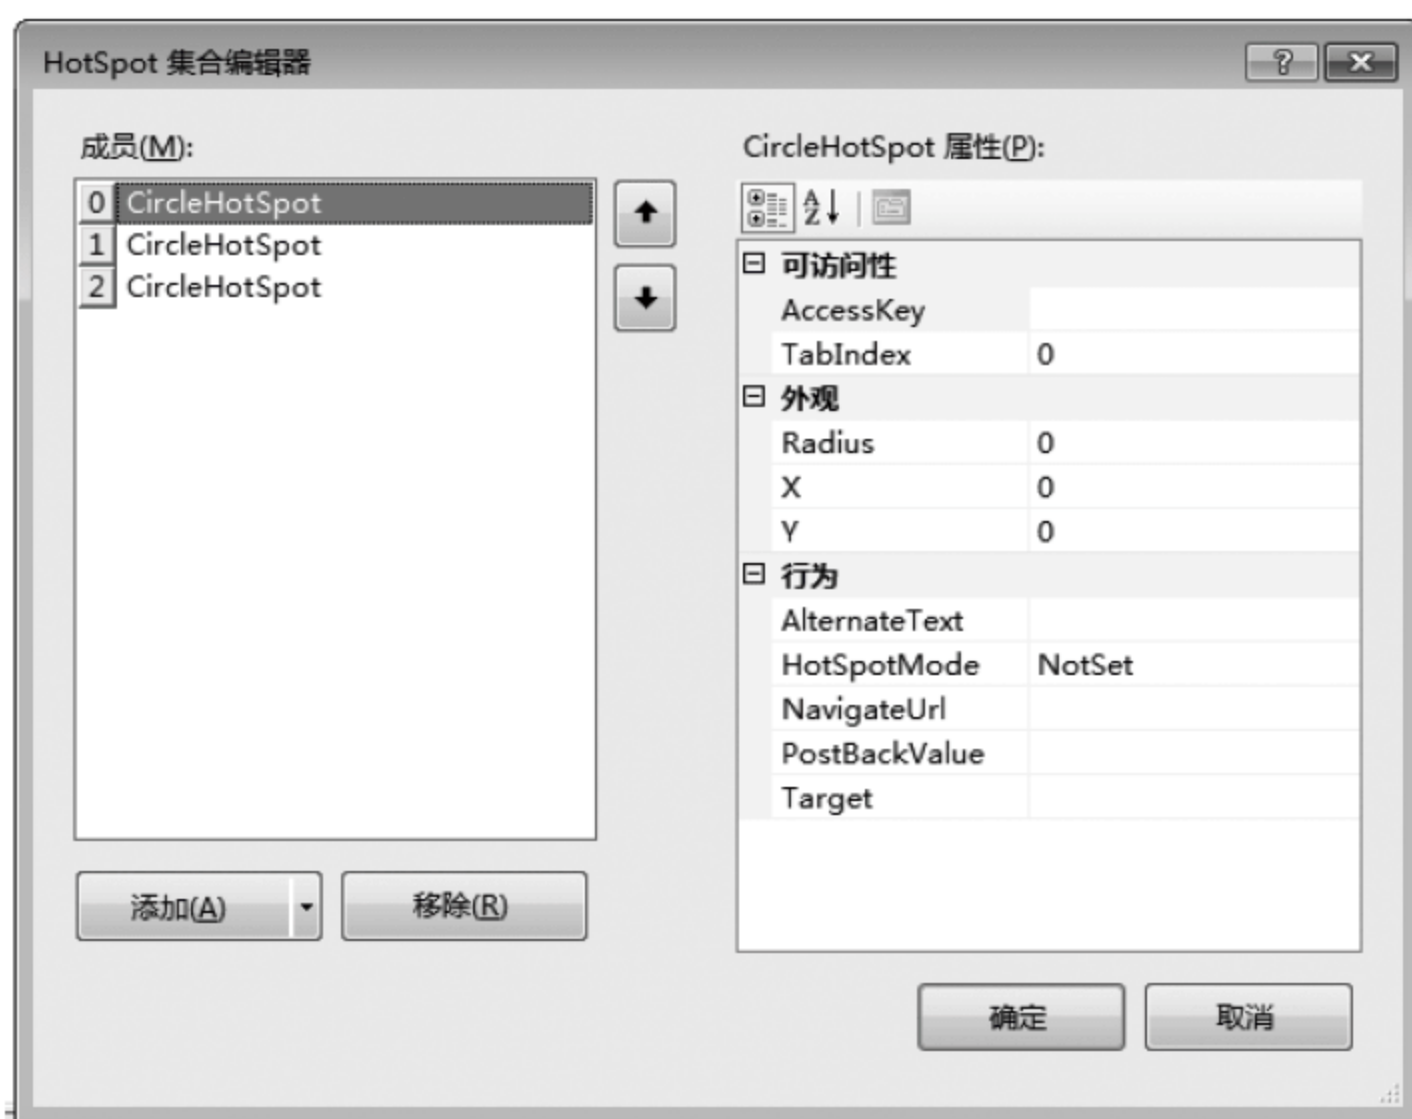 HotSpot 集合编辑器
成员(M):
0 CircleHotSpot
1 CircleHotSpot
2 CircleHotSpot
添加(A)
移除(R)
CircleHotSpot 属性(P):
可访问性
AccessKey
TabIndex 0
外观
Radius 0
X 0
Y 0
行为
AlternateText
HotSpotMode NotSet
NavigateUrl
PostBackValue
Target
确定
取消